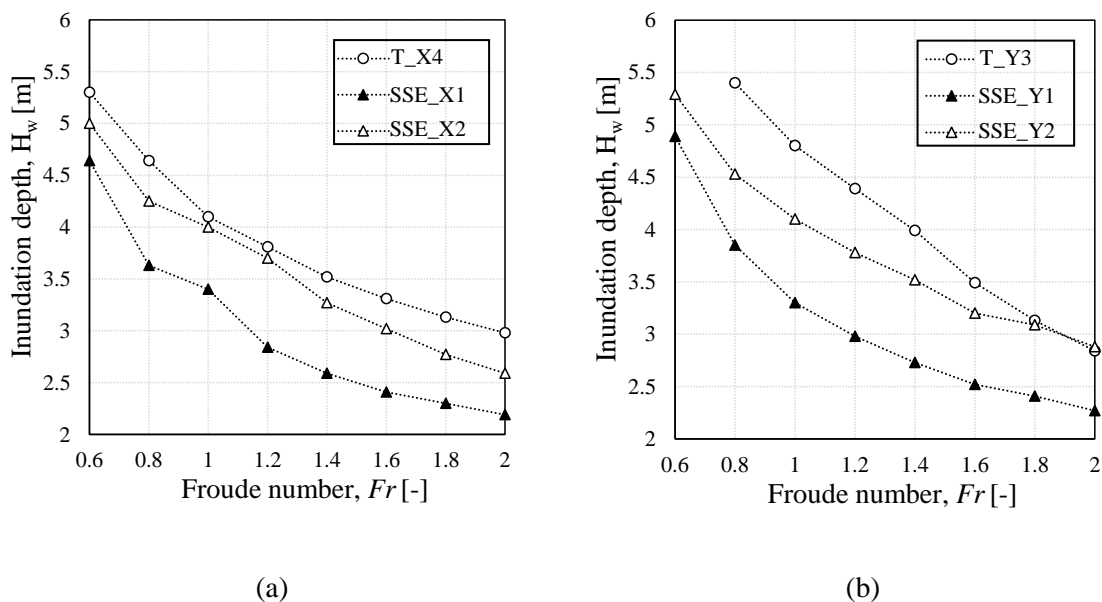 6
5.5
5
4.5
4
3.5
3
2.5
2
Inundation depth, H_w [m]
T_X4
SSE_X1
SSE_X2
0.6 0.8 1 1.2 1.4 1.6 1.8 2
Froude number, Fr [-]
(a)
6
5.5
5
4.5
4
3.5
3
2.5
2
Inundation depth, H_w [m]
T_Y3
SSE_Y1
SSE_Y2
0.6 0.8 1 1.2 1.4 1.6 1.8 2
Froude number, Fr [-]
(b)